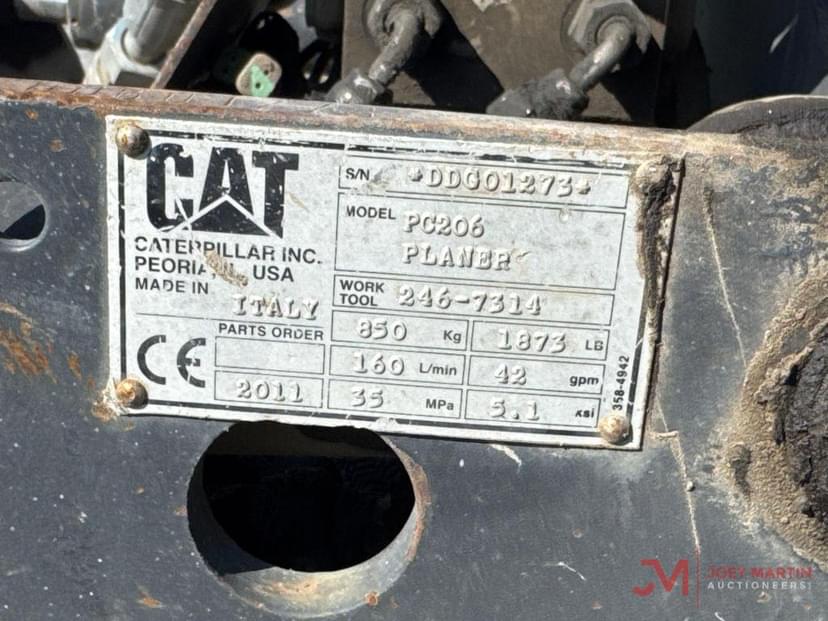 CAT
CATERPILLAR INC.
PEORIA, IL, USA
MADE IN ITALY
S/N *DDG01273*
MODEL PC206
PLANER
WORK TOOL 246-7314
PARTS ORDER
850 Kg 1873 LB
160 L/min 42 gpm
2011 35 MPa 5.1 ksi
CE
358-4942
JM JOEY MARTIN
AUCTIONEERS